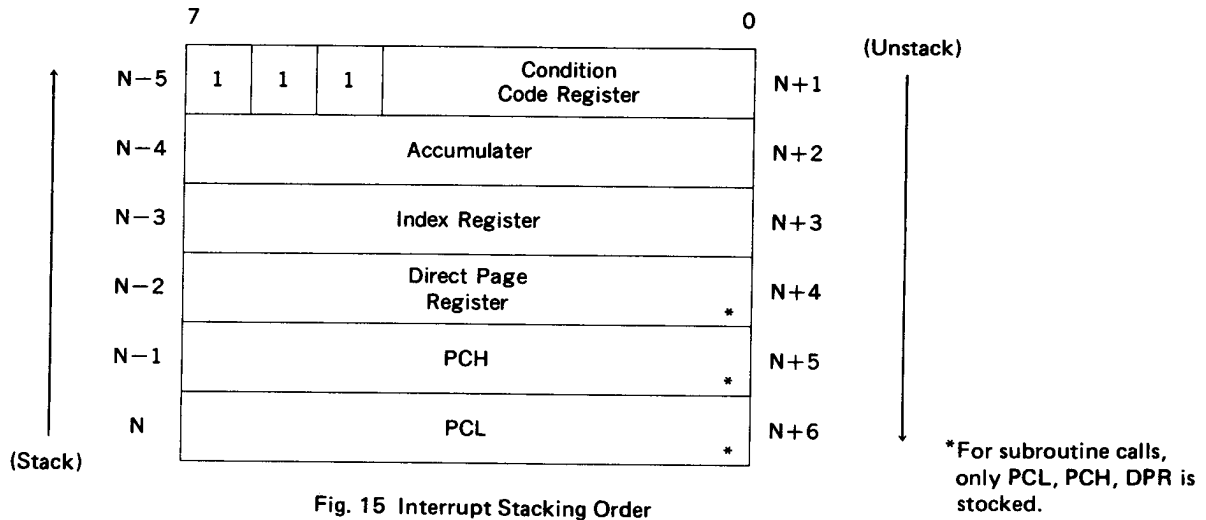 7 0
(Unstack)
N−5 1 1 1 Condition Code Register N+1
N−4 Accumulater N+2
N−3 Index Register N+3
N−2 Direct Page Register * N+4
N−1 PCH * N+5
N PCL * N+6
(Stack)
*For subroutine calls,
only PCL, PCH, DPR is
stocked.
Fig. 15 Interrupt Stacking Order